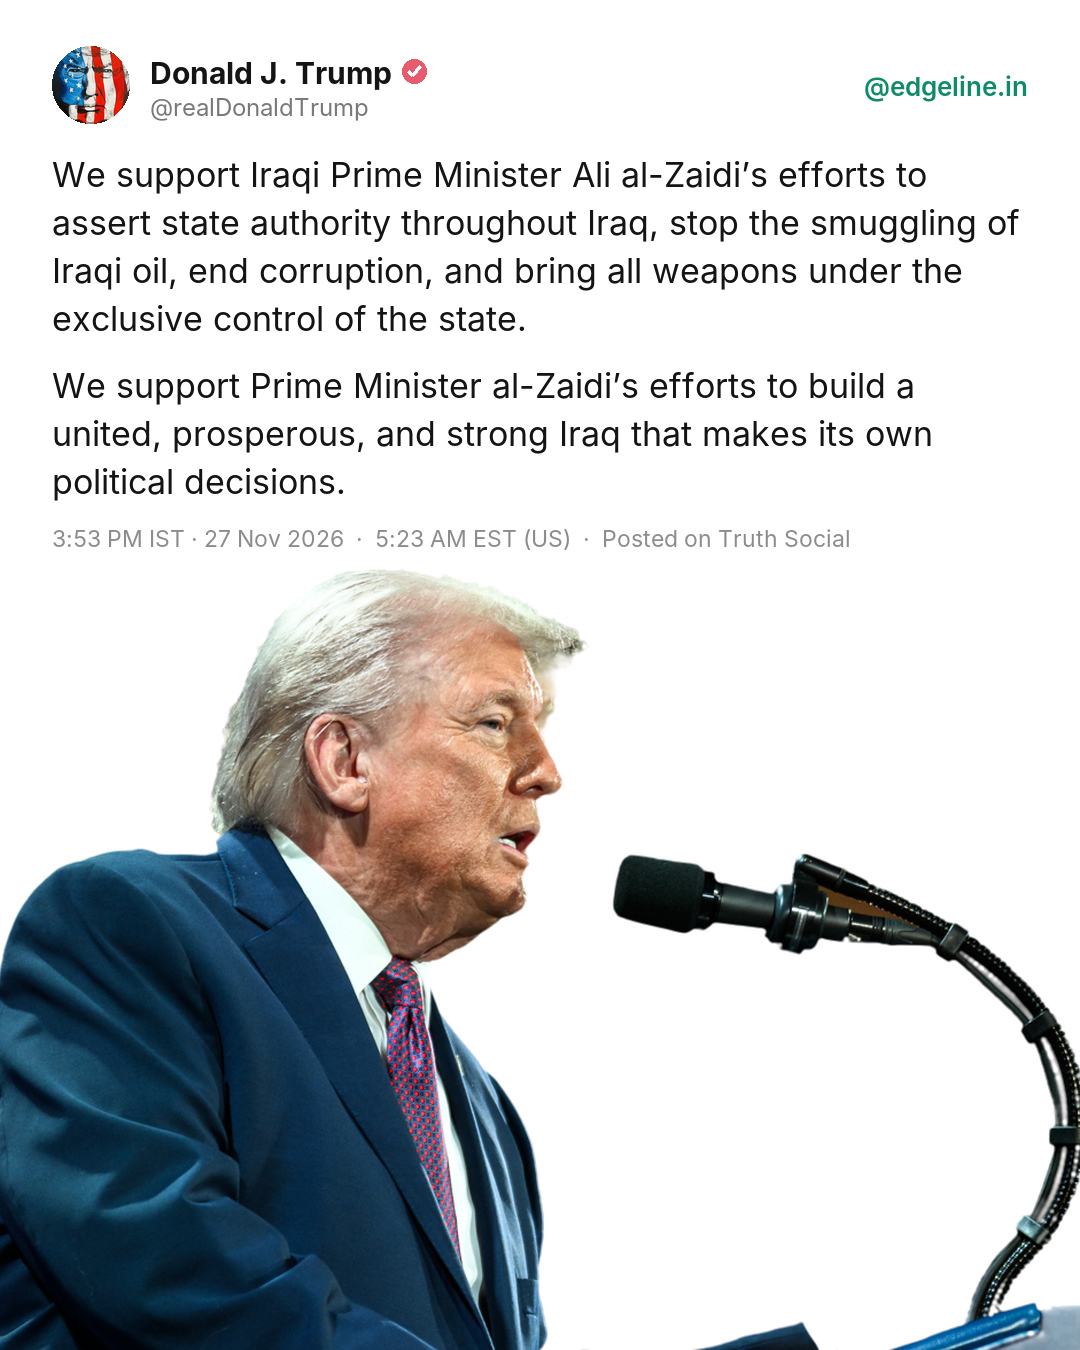 Donald J. Trump
@realDonaldTrump
@edgeline.in
We support Iraqi Prime Minister Ali al-Zaidi’s efforts to
assert state authority throughout Iraq, stop the smuggling of
Iraqi oil, end corruption, and bring all weapons under the
exclusive control of the state.
We support Prime Minister al-Zaidi’s efforts to build a
united, prosperous, and strong Iraq that makes its own
political decisions.
3:53 PM IST · 27 Nov 2026 · 5:23 AM EST (US) · Posted on Truth Social